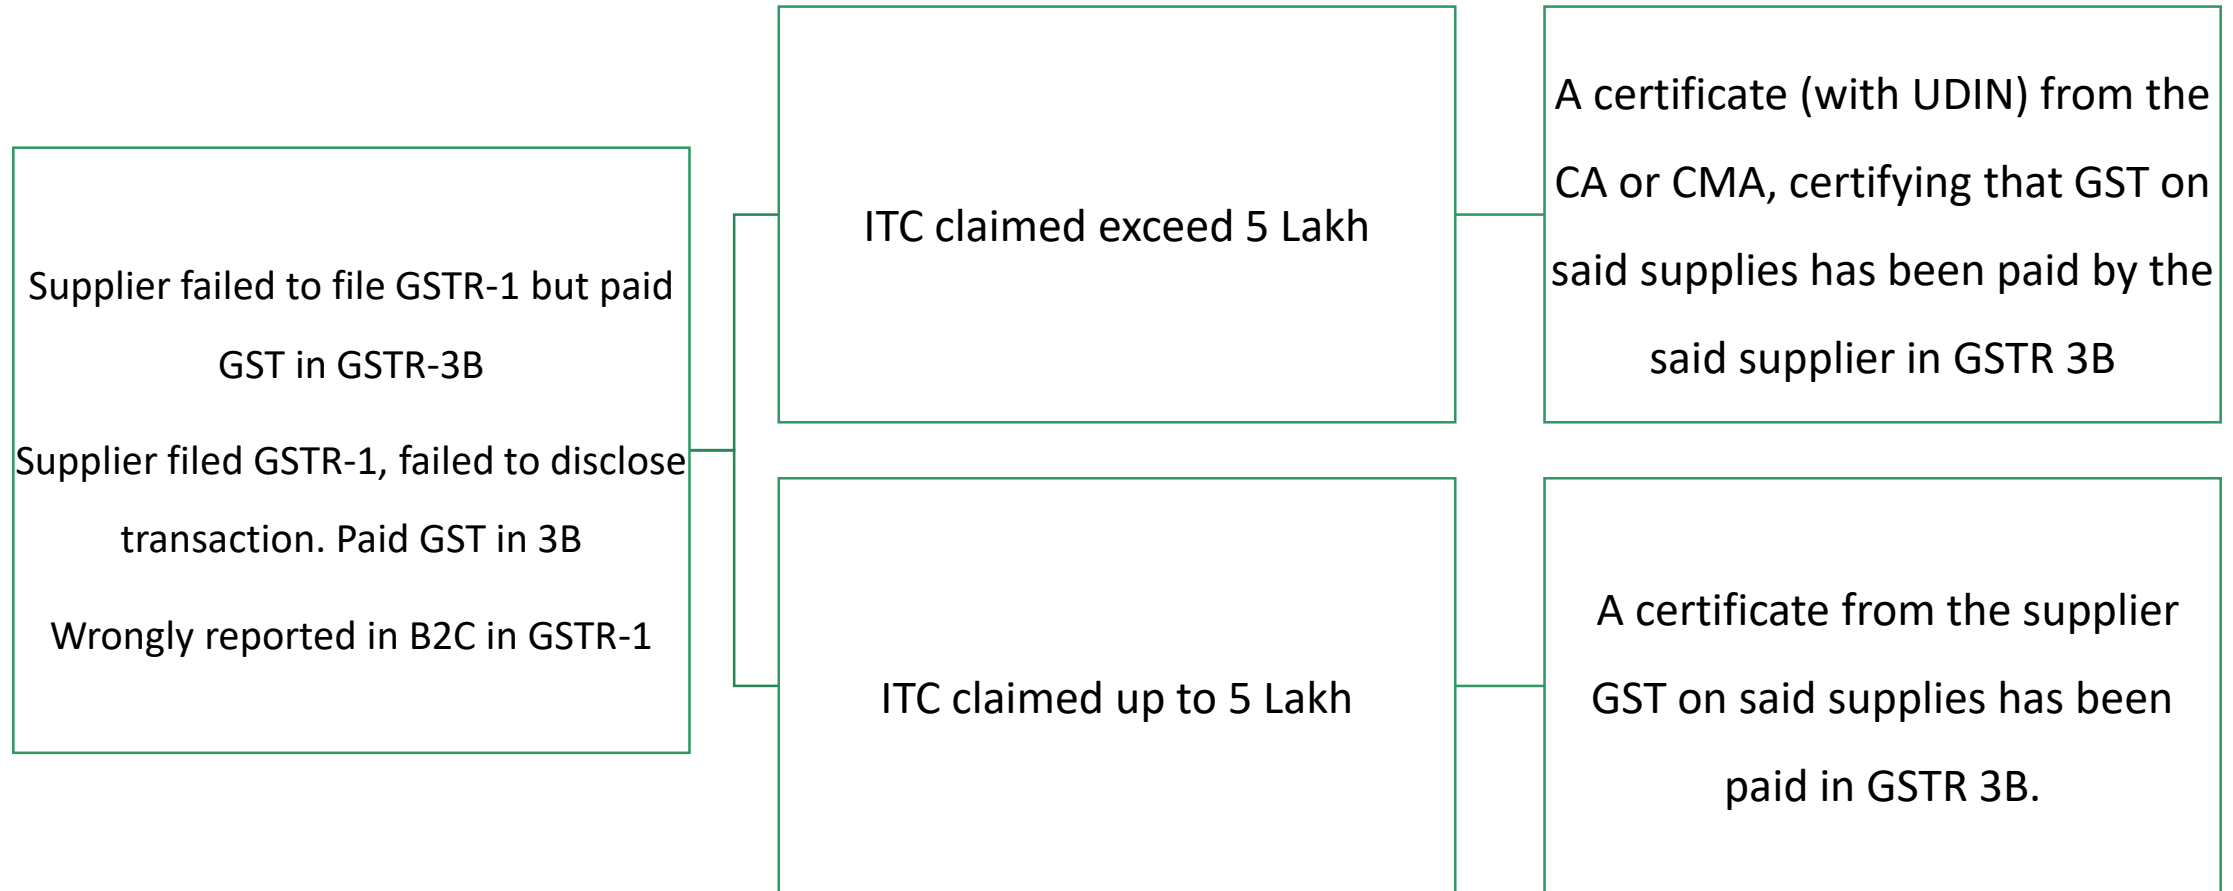 Supplier failed to file GSTR-1 but paid
GST in GSTR-3B
Supplier filed GSTR-1, failed to disclose
transaction. Paid GST in 3B
Wrongly reported in B2C in GSTR-1
ITC claimed exceed 5 Lakh
A certificate (with UDIN) from the
CA or CMA, certifying that GST on
said supplies has been paid by the
said supplier in GSTR 3B
ITC claimed up to 5 Lakh
A certificate from the supplier
GST on said supplies has been
paid in GSTR 3B.